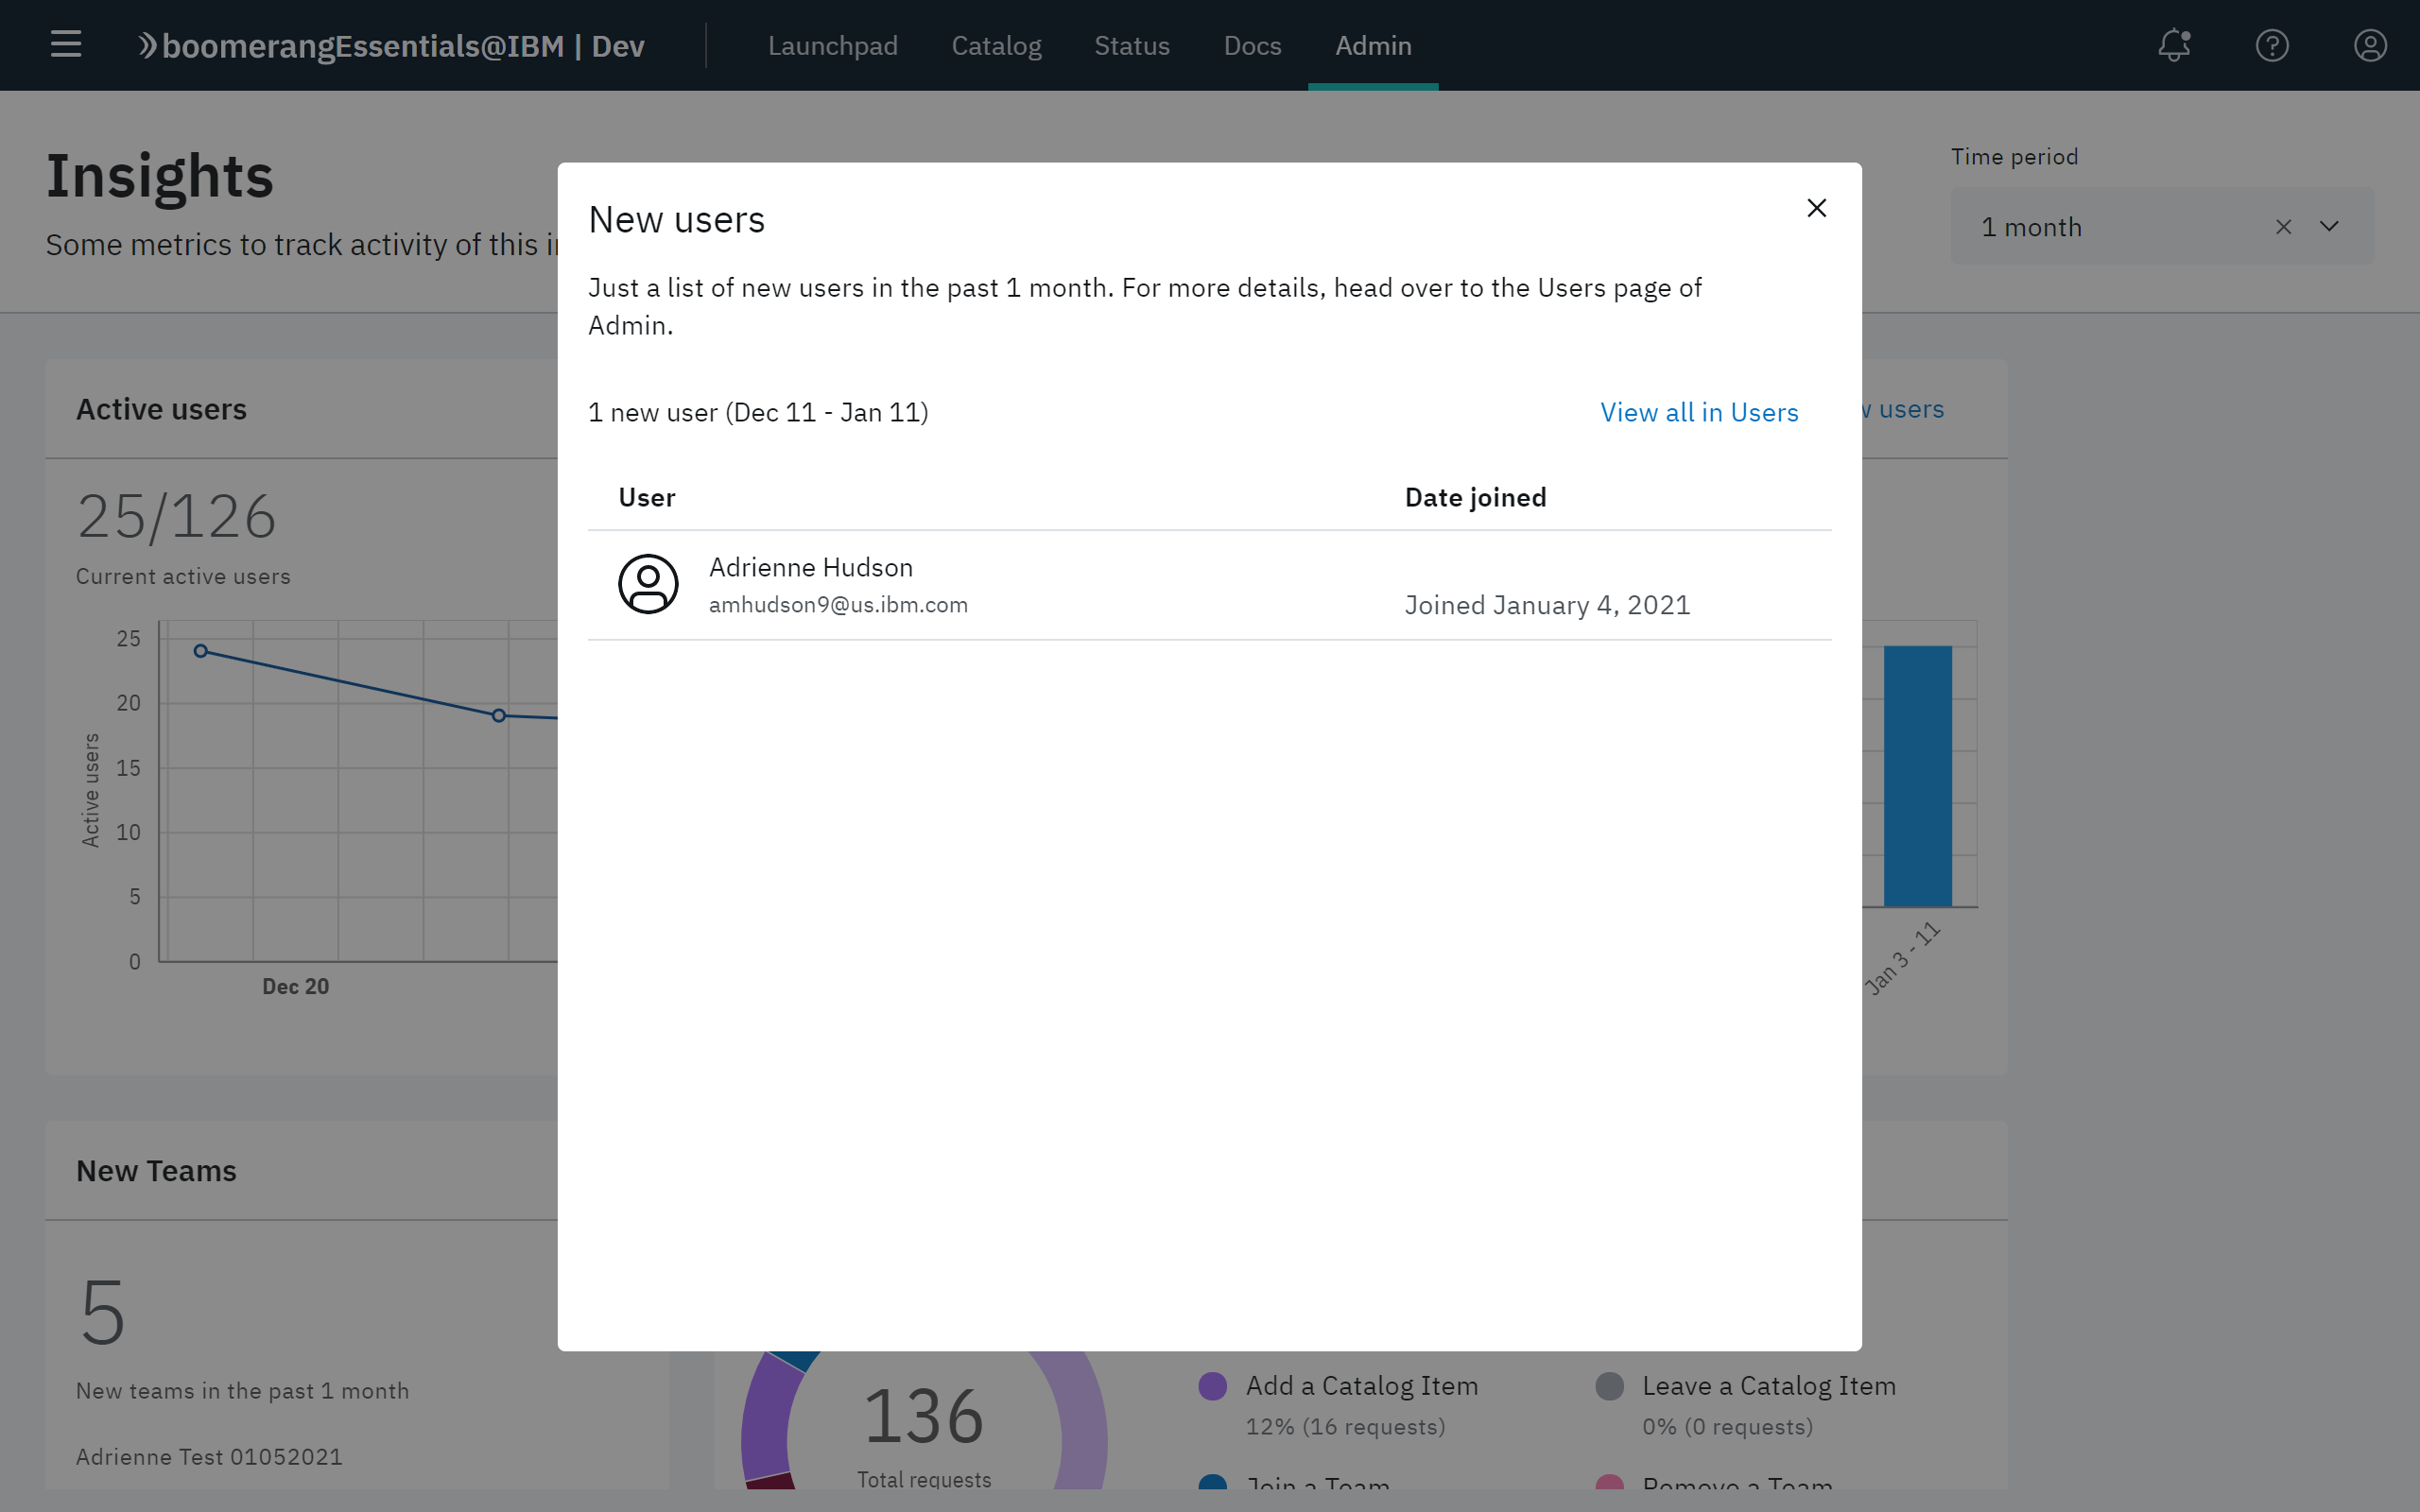 boomerangEssentials@IBM | Dev
Launchpad
Catalog
Status
Docs
Admin
Insights
Some metrics to track activity of this
Time period
1 month
New users
Just a list of new users in the past 1 month. For more details, head over to the Users page of
Admin.
1 new user (Dec 11 - Jan 11)
View all in Users
User
Date joined
Adrienne Hudson
amhudson9@us.ibm.com
Joined January 4, 2021
Active users
users
25/126
Current active users
Active users
25
20
15
10
5
0
Dec 20
Jan 3 - 11
New Teams
5
New teams in the past 1 month
Adrienne Test 01052021
136
Total requests
Add a Catalog Item
12% (16 requests)
Leave a Catalog Item
0% (0 requests)
Join a Team
Remove a Team